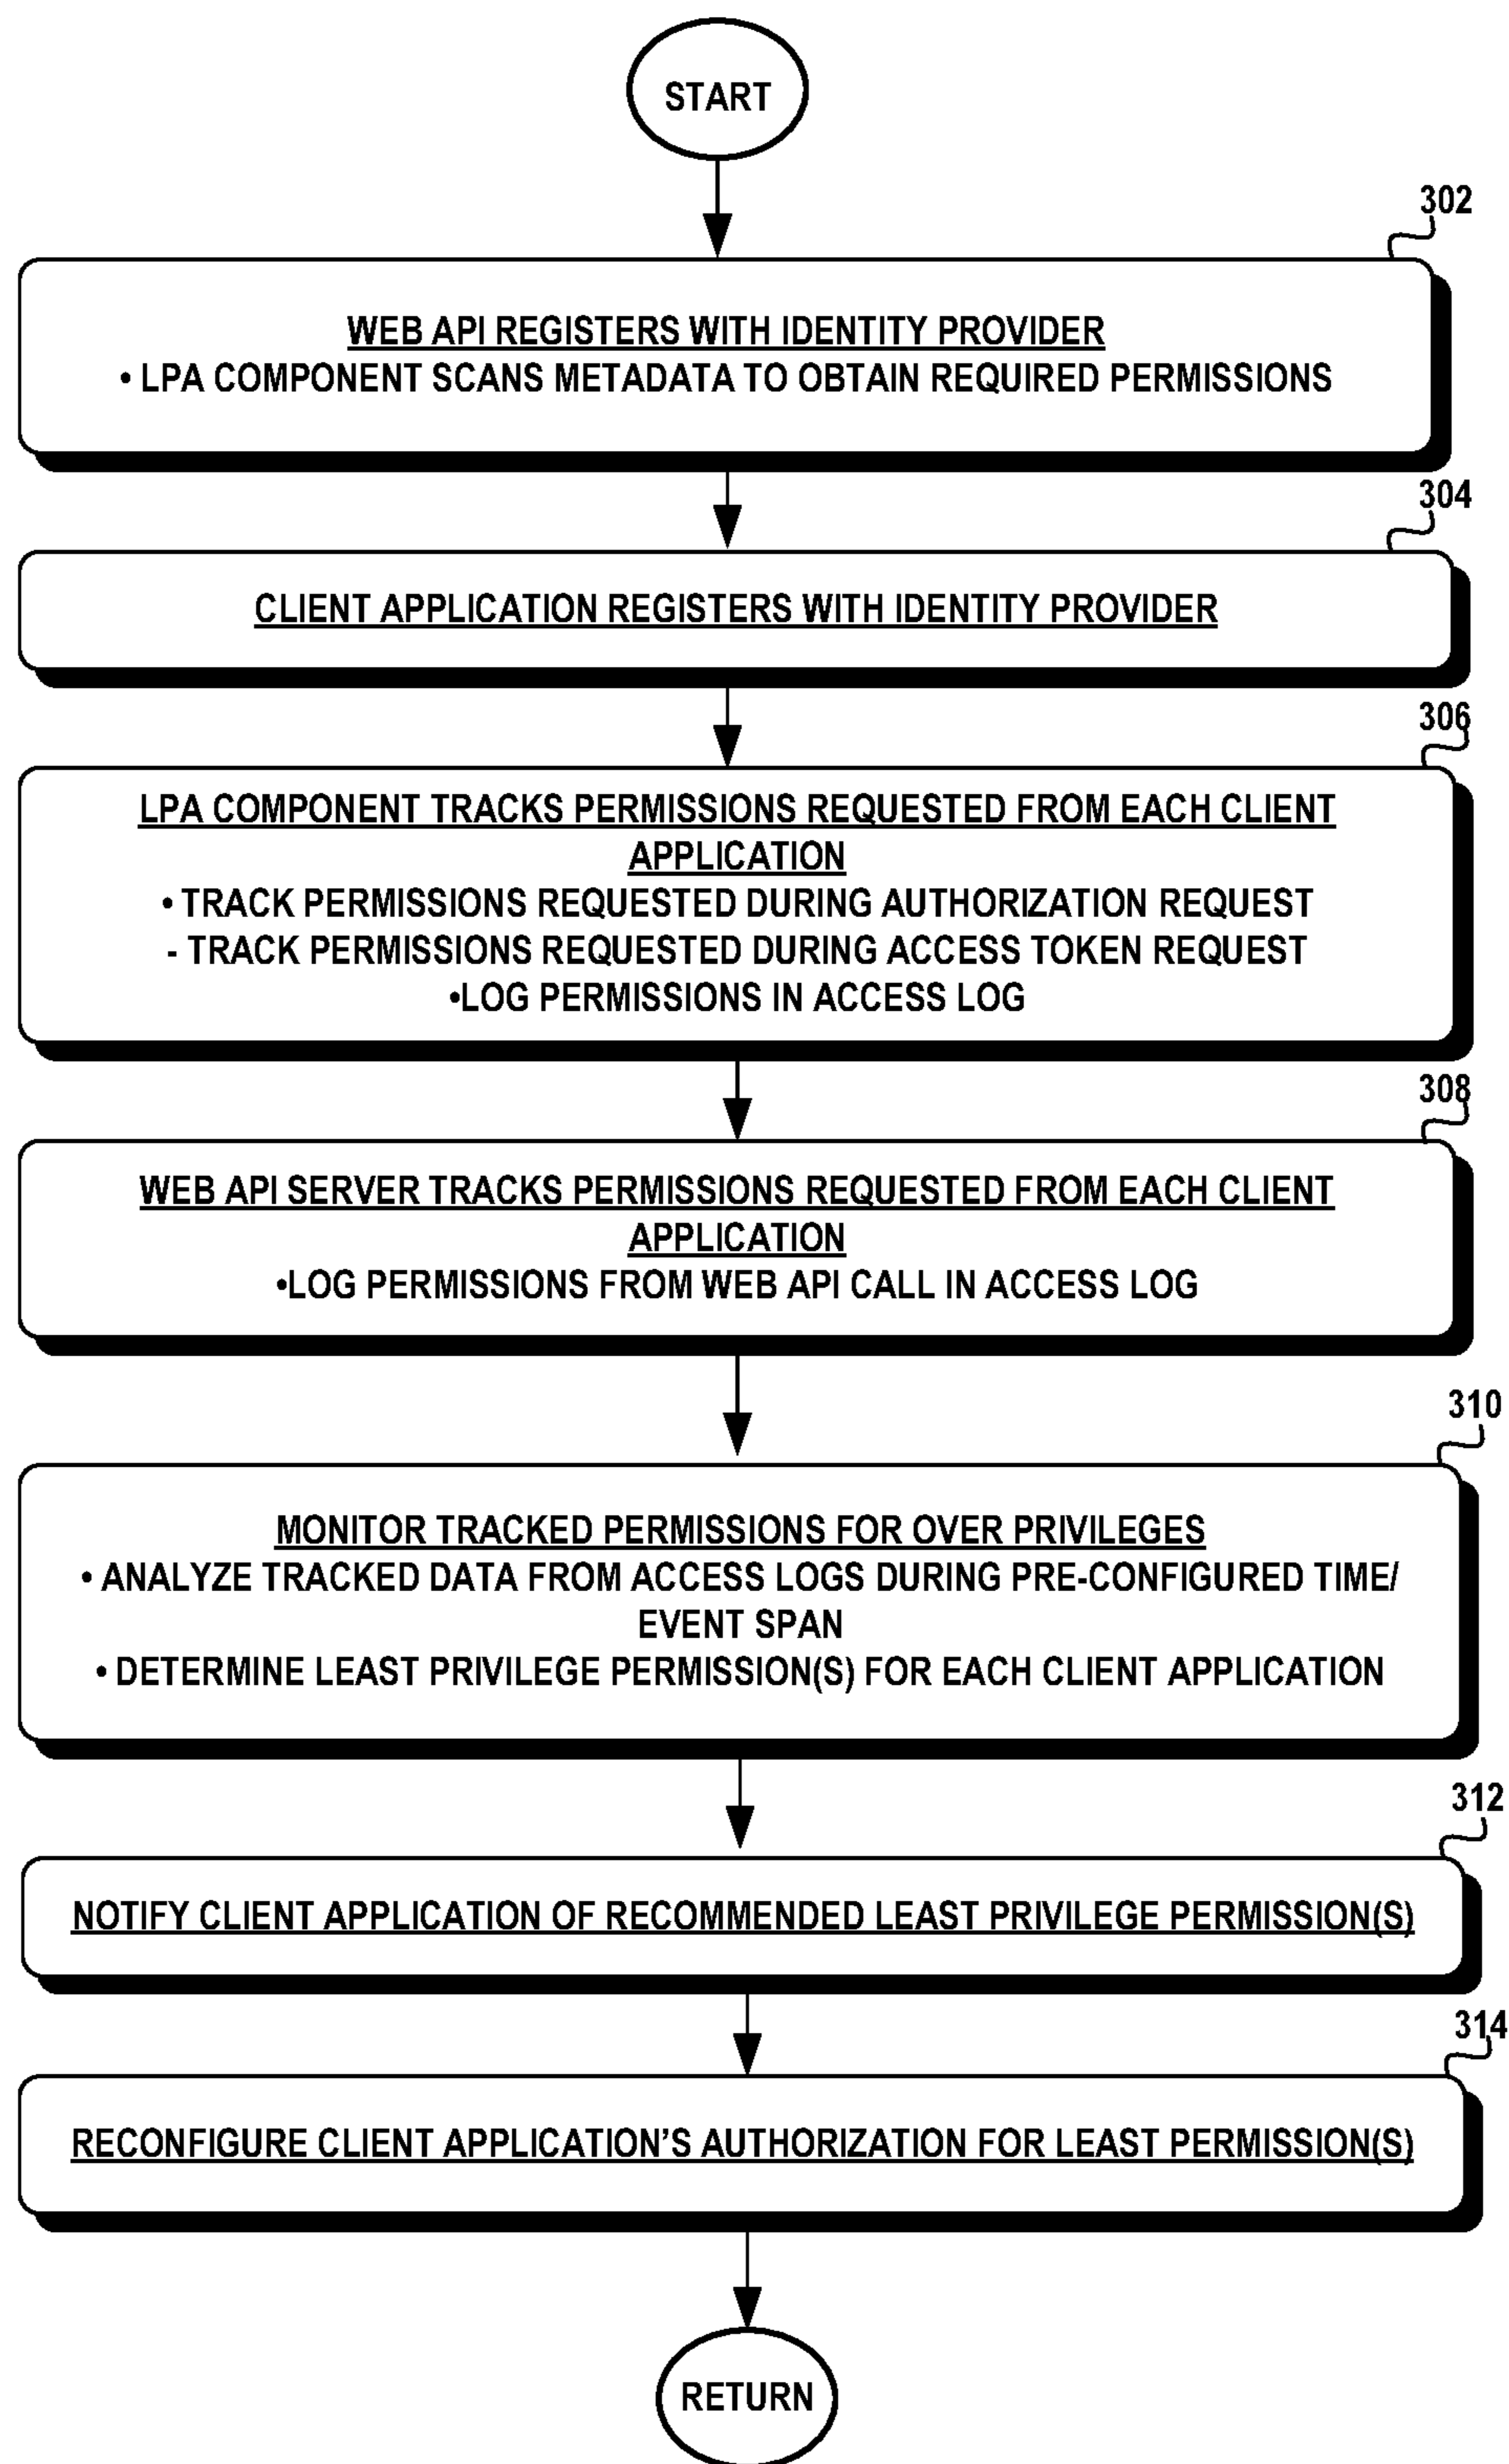 START
302
WEB API REGISTERS WITH IDENTITY PROVIDER
• LPA COMPONENT SCANS METADATA TO OBTAIN REQUIRED PERMISSIONS
304
CLIENT APPLICATION REGISTERS WITH IDENTITY PROVIDER
306
LPA COMPONENT TRACKS PERMISSIONS REQUESTED FROM EACH CLIENT
APPLICATION
• TRACK PERMISSIONS REQUESTED DURING AUTHORIZATION REQUEST
- TRACK PERMISSIONS REQUESTED DURING ACCESS TOKEN REQUEST
•LOG PERMISSIONS IN ACCESS LOG
308
WEB API SERVER TRACKS PERMISSIONS REQUESTED FROM EACH CLIENT
APPLICATION
•LOG PERMISSIONS FROM WEB API CALL IN ACCESS LOG
310
MONITOR TRACKED PERMISSIONS FOR OVER PRIVILEGES
• ANALYZE TRACKED DATA FROM ACCESS LOGS DURING PRE-CONFIGURED TIME/
EVENT SPAN
• DETERMINE LEAST PRIVILEGE PERMISSION(S) FOR EACH CLIENT APPLICATION
312
NOTIFY CLIENT APPLICATION OF RECOMMENDED LEAST PRIVILEGE PERMISSION(S)
314
RECONFIGURE CLIENT APPLICATION'S AUTHORIZATION FOR LEAST PERMISSION(S)
RETURN